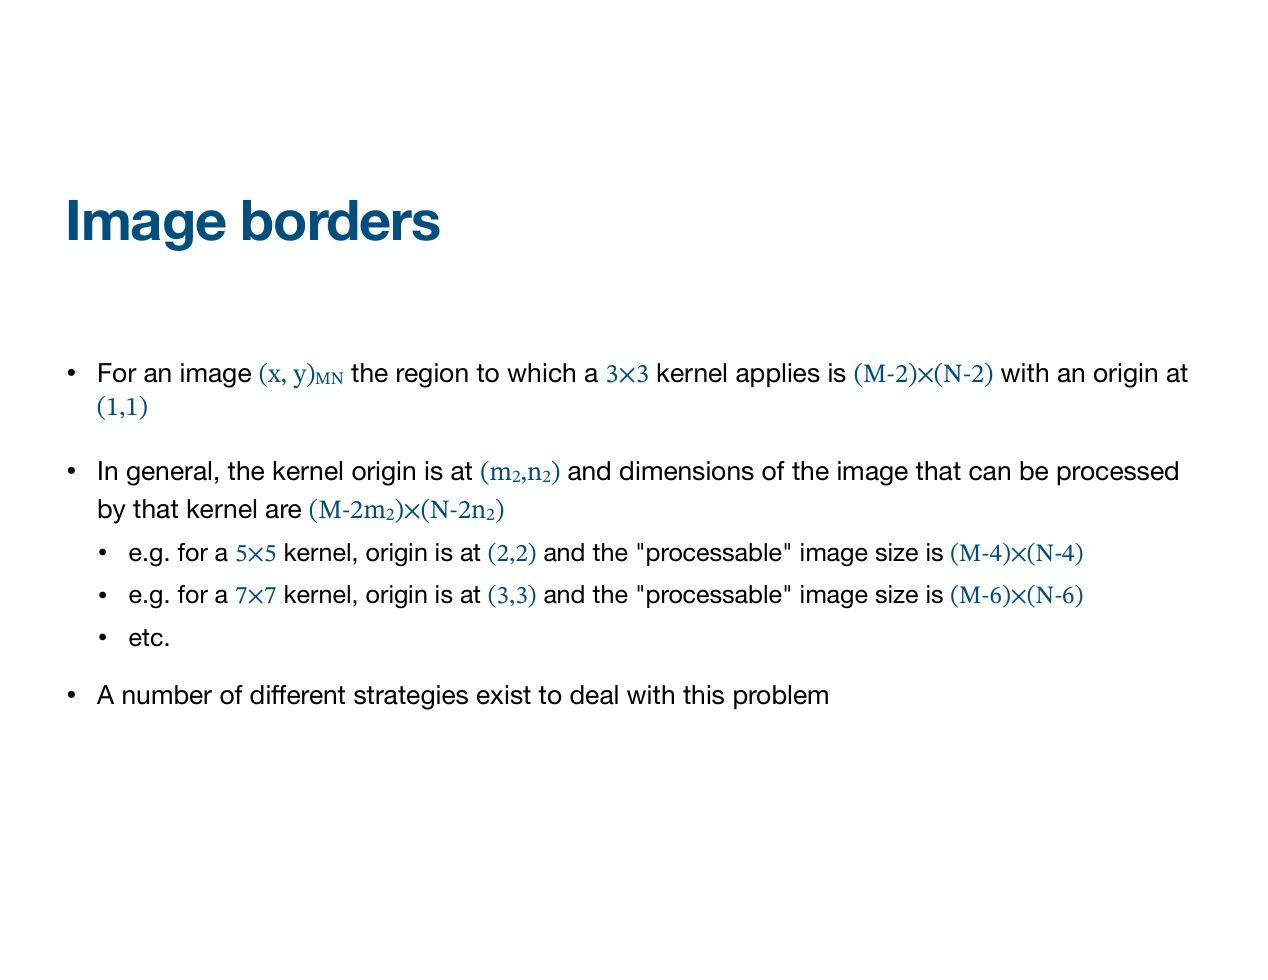 Image borders
• For an image (x, y)MN the region to which a 3×3 kernel applies is (M-2)×(N-2) with an origin at
(1,1)
• In general, the kernel origin is at (m₂,n₂) and dimensions of the image that can be processed
by that kernel are (M-2m₂)×(N-2n₂)
• e.g. for a 5×5 kernel, origin is at (2,2) and the "processable" image size is (M-4)×(N-4)
• e.g. for a 7×7 kernel, origin is at (3,3) and the "processable" image size is (M-6)×(N-6)
• etc.
• A number of different strategies exist to deal with this problem